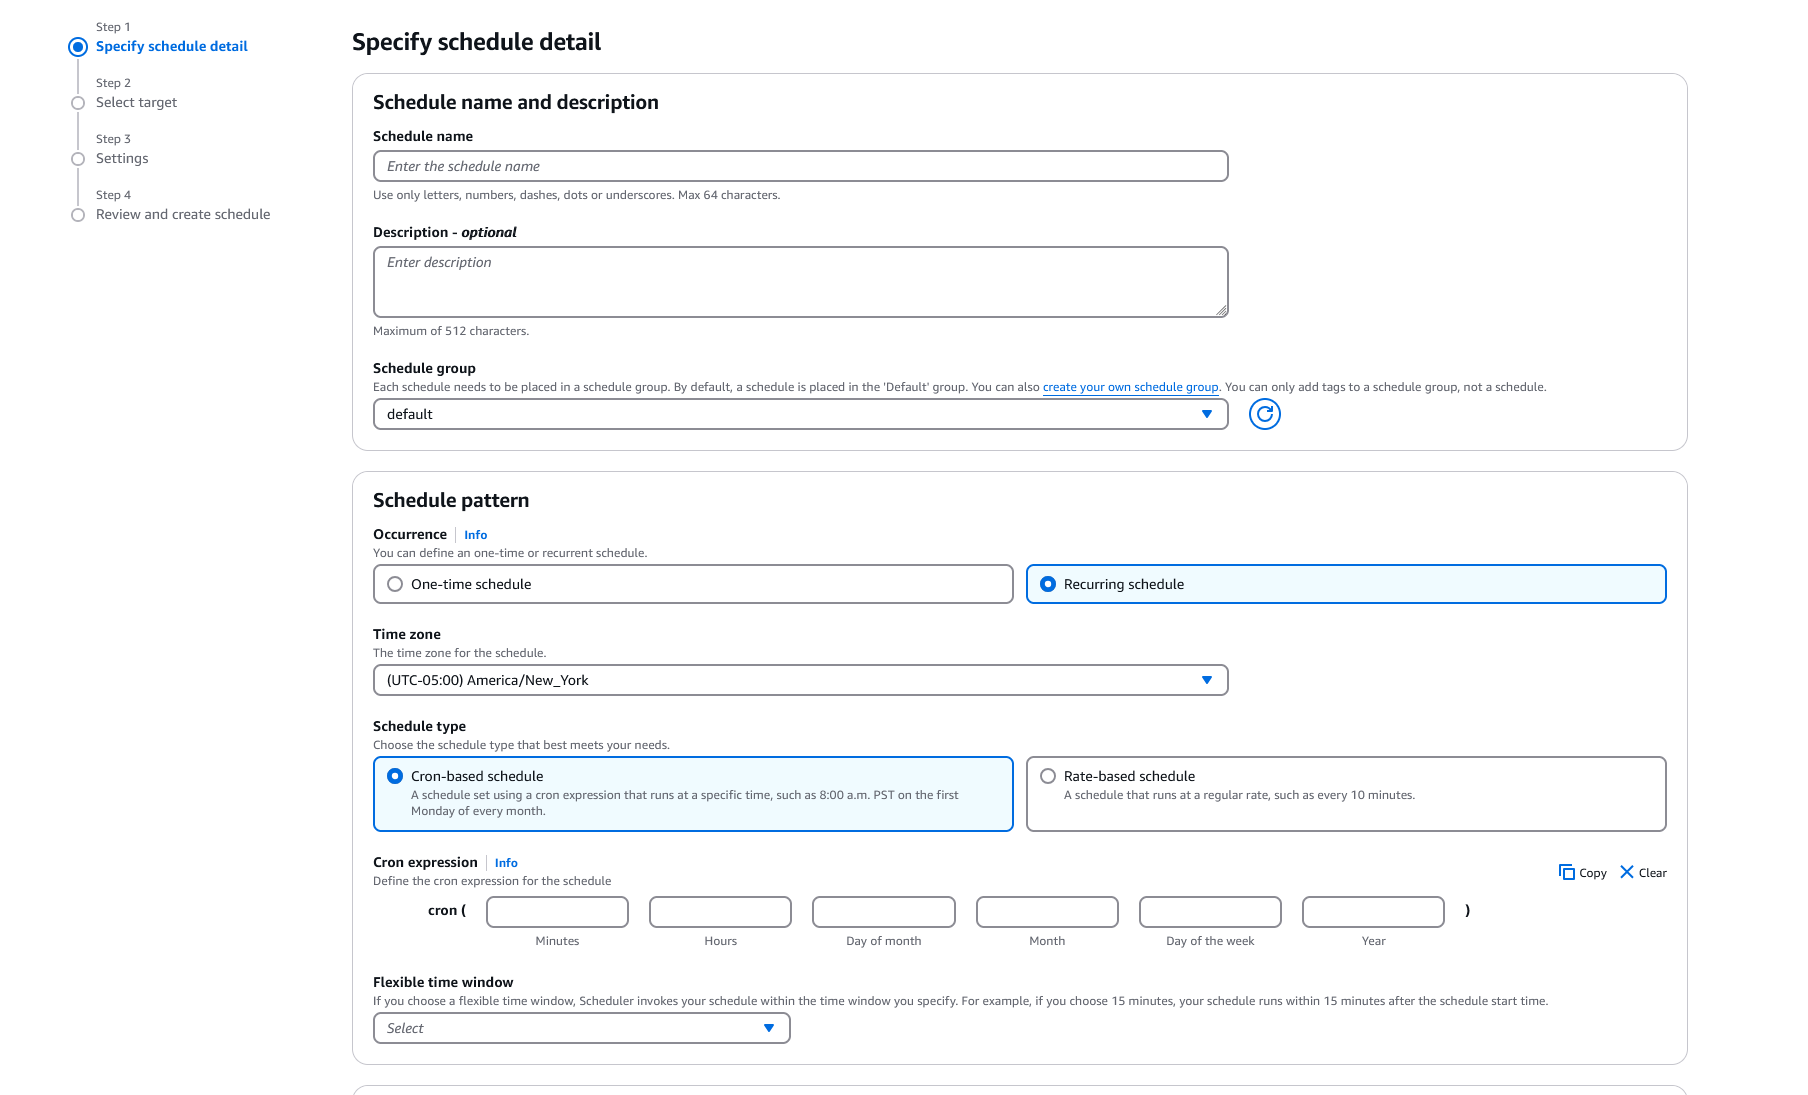 Step 1
Specify schedule detail
Step 2
Select target
Step 3
Settings
Step 4
Review and create schedule
Specify schedule detail
Schedule name and description
Schedule name
Enter the schedule name
Use only letters, numbers, dashes, dots or underscores. Max 64 characters.
Description - optional
Enter description
Maximum of 512 characters.
Schedule group
Each schedule needs to be placed in a schedule group. By default, a schedule is placed in the 'Default' group. You can also create your own schedule group. You can only add tags to a schedule group, not a schedule.
default
Schedule pattern
Occurrence Info
You can define an one-time or recurrent schedule.
One-time schedule Recurring schedule
Time zone
The time zone for the schedule.
(UTC-05:00) America/New_York
Schedule type
Choose the schedule type that best meets your needs.
Cron-based schedule
A schedule set using a cron expression that runs at a specific time, such as 8:00 a.m. PST on the first
Monday of every month.
Rate-based schedule
A schedule that runs at a regular rate, such as every 10 minutes.
Cron expression Info
Define the cron expression for the schedule
Copy Clear
cron ( )
Minutes Hours Day of month Month Day of the week Year
Flexible time window
If you choose a flexible time window, Scheduler invokes your schedule within the time window you specify. For example, if you choose 15 minutes, your schedule runs within 15 minutes after the schedule start time.
Select